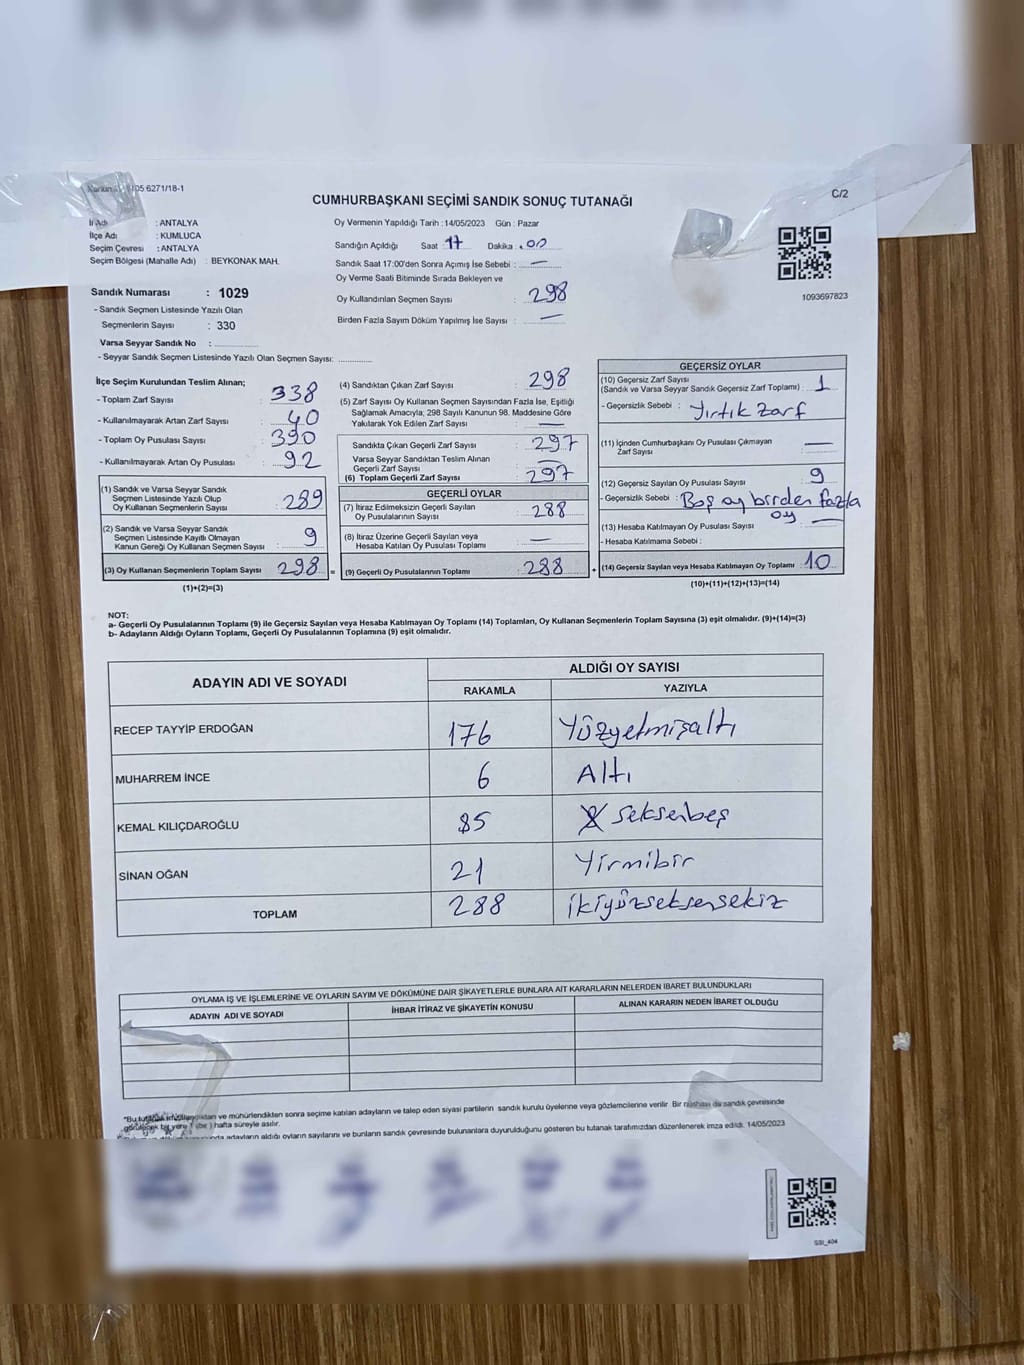 CUMHURBAŞKANI SEÇİMİ SANDIK SONUÇ TUTANAĞI
C/2
İl Adı : ANTALYA
İlçe Adı : KUMLUCA
Seçim Çevresi : ANTALYA
Seçim Bölgesi (Mahalle Adı) : BEYKONAK MAH.
Sandık Numarası : 1029
- Sandık Seçmen Listesinde Yazılı Olan
Seçmenlerin Sayısı : 330
Varsa Seyyar Sandık No :
- Seyyar Sandık Seçmen Listesinde Yazılı Olan Seçmen Sayısı:
Oy Vermenin Yapıldığı Tarih : 14/05/2023 Gün : Pazar
Sandığın Açıldığı Saat 17 Dakika 00
Sandık Saat 17:00'den Sonra Açımış İse Sebebi : —
Oy Verme Saati Bitiminde Sırada Bekleyen ve
Oy Kullandırılan Seçmen Sayısı : 298
Birden Fazla Sayım Döküm Yapılmış İse Sayısı : —
1093697823
İlçe Seçim Kurulundan Teslim Alınan;
- Toplam Zarf Sayısı : 338
- Kullanılmayarak Artan Zarf Sayısı : 40
- Toplam Oy Pusulası Sayısı : 390
- Kullanılmayarak Artan Oy Pusulası : 92
(1) Sandık ve Varsa Seyyar Sandık
Seçmen Listesinde Yazılı Olup
Oy Kullanan Seçmenlerin Sayısı : 289
(2) Sandık ve Varsa Seyyar Sandık
Seçmen Listesinde Kayıtlı Olmayan
Kanun Gereği Oy Kullanan Seçmen Sayısı : 9
(3) Oy Kullanan Seçmenlerin Toplam Sayısı : 298
(1)+(2)=(3)
=
(4) Sandıktan Çıkan Zarf Sayısı : 298
(5) Zarf Sayısı Oy Kullanan Seçmen Sayısından Fazla İse, Eşitliği
Sağlamak Amacıyla; 298 Sayılı Kanunun 98. Maddesine Göre
Yakılarak Yok Edilen Zarf Sayısı : —
Sandıkta Çıkan Geçerli Zarf Sayısı : 297
Varsa Seyyar Sandıktan Teslim Alınan
Geçerli Zarf Sayısı : —
(6) Toplam Geçerli Zarf Sayısı : 297
GEÇERLİ OYLAR
(7) İtiraz Edilmeksizin Geçerli Sayılan
Oy Pusulalarının Sayısı : 288
(8) İtiraz Üzerine Geçerli Sayılan veya
Hesaba Katılan Oy Pusulası Toplamı : —
(9) Geçerli Oy Pusulalarının Toplamı : 288
+
GEÇERSİZ OYLAR
(10) Geçersiz Zarf Sayısı
(Sandık ve Varsa Seyyar Sandık Geçersiz Zarf Toplamı) : 1
- Geçersizlik Sebebi : Yırtık zarf
(11) İçinden Cumhurbaşkanı Oy Pusulası Çıkmayan
Zarf Sayısı : —
(12) Geçersiz Sayılan Oy Pusulası Sayısı : 9
- Geçersizlik Sebebi : Boş oy birden fazla
oy
(13) Hesaba Katılmayan Oy Pusulası Sayısı : —
- Hesaba Katılmama Sebebi :
(14) Geçersiz Sayılan veya Hesaba Katılmayan Oy Toplamı : 10
(10)+(11)+(12)+(13)=(14)
NOT:
a- Geçerli Oy Pusulalarının Toplamı (9) ile Geçersiz Sayılan veya Hesaba Katılmayan Oy Toplamı (14) Toplamları, Oy Kullanan Seçmenlerin Toplam Sayısına (3) eşit olmalıdır. (9)+(14)=(3)
b- Adayların Aldığı Oyların Toplamı, Geçerli Oy Pusulalarının Toplamına (9) eşit olmalıdır.
ADAYIN ADI VE SOYADI
ALDIĞI OY SAYISI
RAKAMLA YAZIYLA
RECEP TAYYİP ERDOĞAN 176 Yüzyetmişaltı
MUHARREM İNCE 6 Altı
KEMAL KILIÇDAROĞLU 85 seksenbeş
SİNAN OĞAN 21 Yirmibir
TOPLAM 288 ikiyüzseksensekiz
OYLAMA İŞ VE İŞLEMLERİNE VE OYLARIN SAYIM VE DÖKÜMÜNE DAİR ŞİKAYETLERLE BUNLARA AİT KARARLARIN NELERDEN İBARET BULUNDUKLARI
ADAYIN ADI VE SOYADI
İHBAR İTİRAZ VE ŞİKAYETİN KONUSU
ALINAN KARARIN NEDEN İBARET OLDUĞU
ve mühürlendikten sonra seçime katılan adayların ve talep eden siyasi partilerin sandık kurulu üyelerine veya gözlemcilerine verilir. Bir nüshası da sandık çevresinde
görülecek bir yere 1 (bir) hafta süreyle asılır.
adayların aldığı oyların sayılarını ve bunların sandık çevresinde bulunanlara duyurulduğunu gösteren bu tutanak tarafımızdan düzenlenerek imza edildi. 14/05/2023
SSI_404